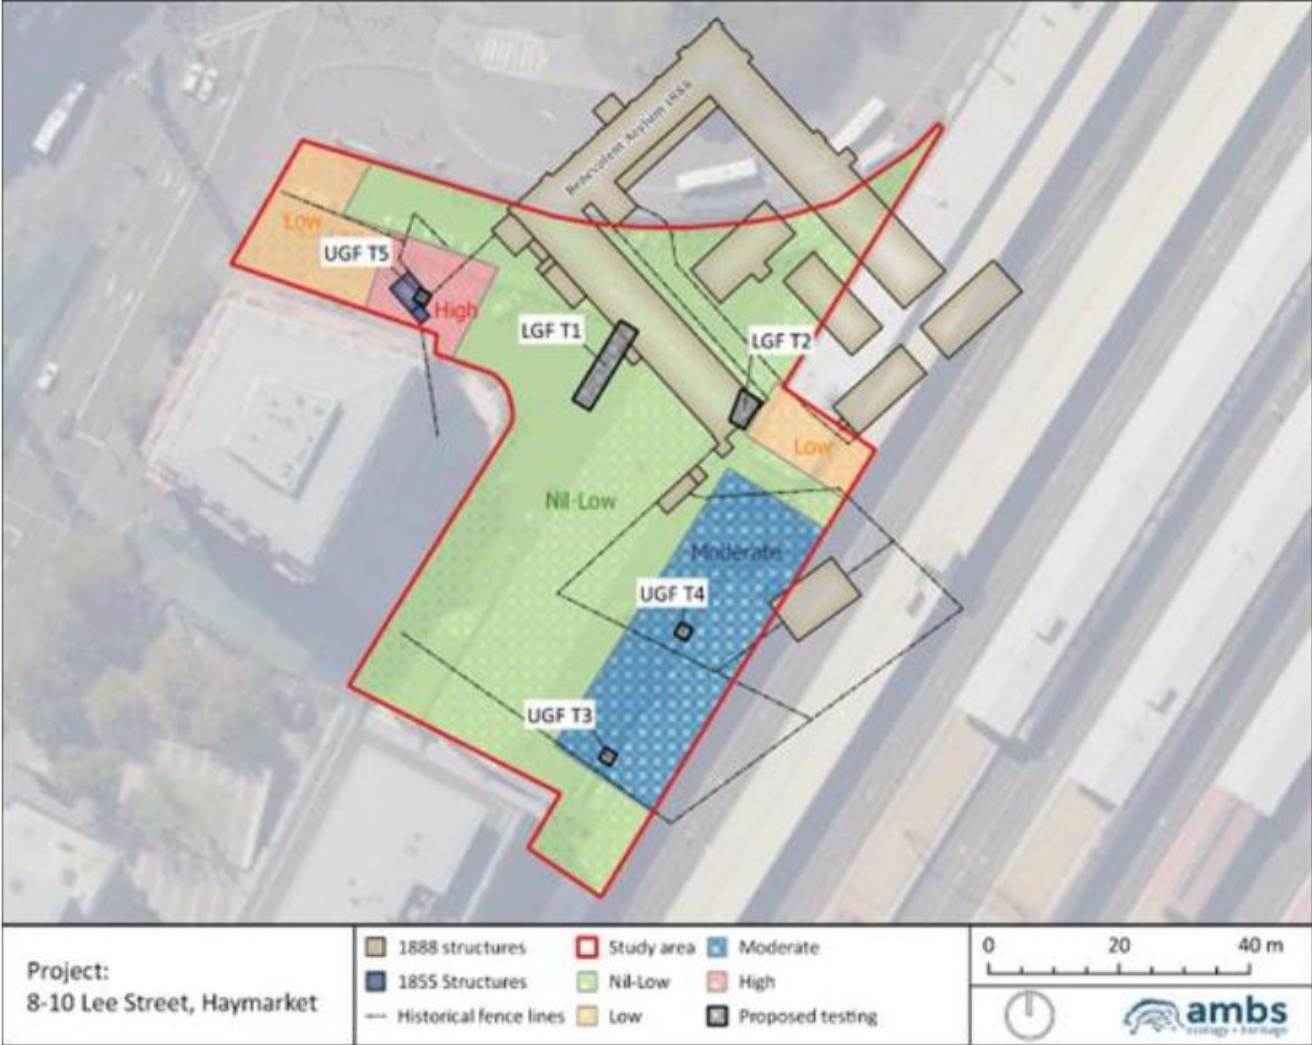 Benevolent Asylum 1888
Low
UGF T5
High
LGF T1
LGF T2
Low
Nil-Low
Moderate
UGF T4
UGF T3
Project:
8-10 Lee Street, Haymarket
1888 structures
1855 Structures
Historical fence lines
Study area
Nil-Low
Low
Moderate
High
Proposed testing
0 20 40 m
ambs
ecology + heritage